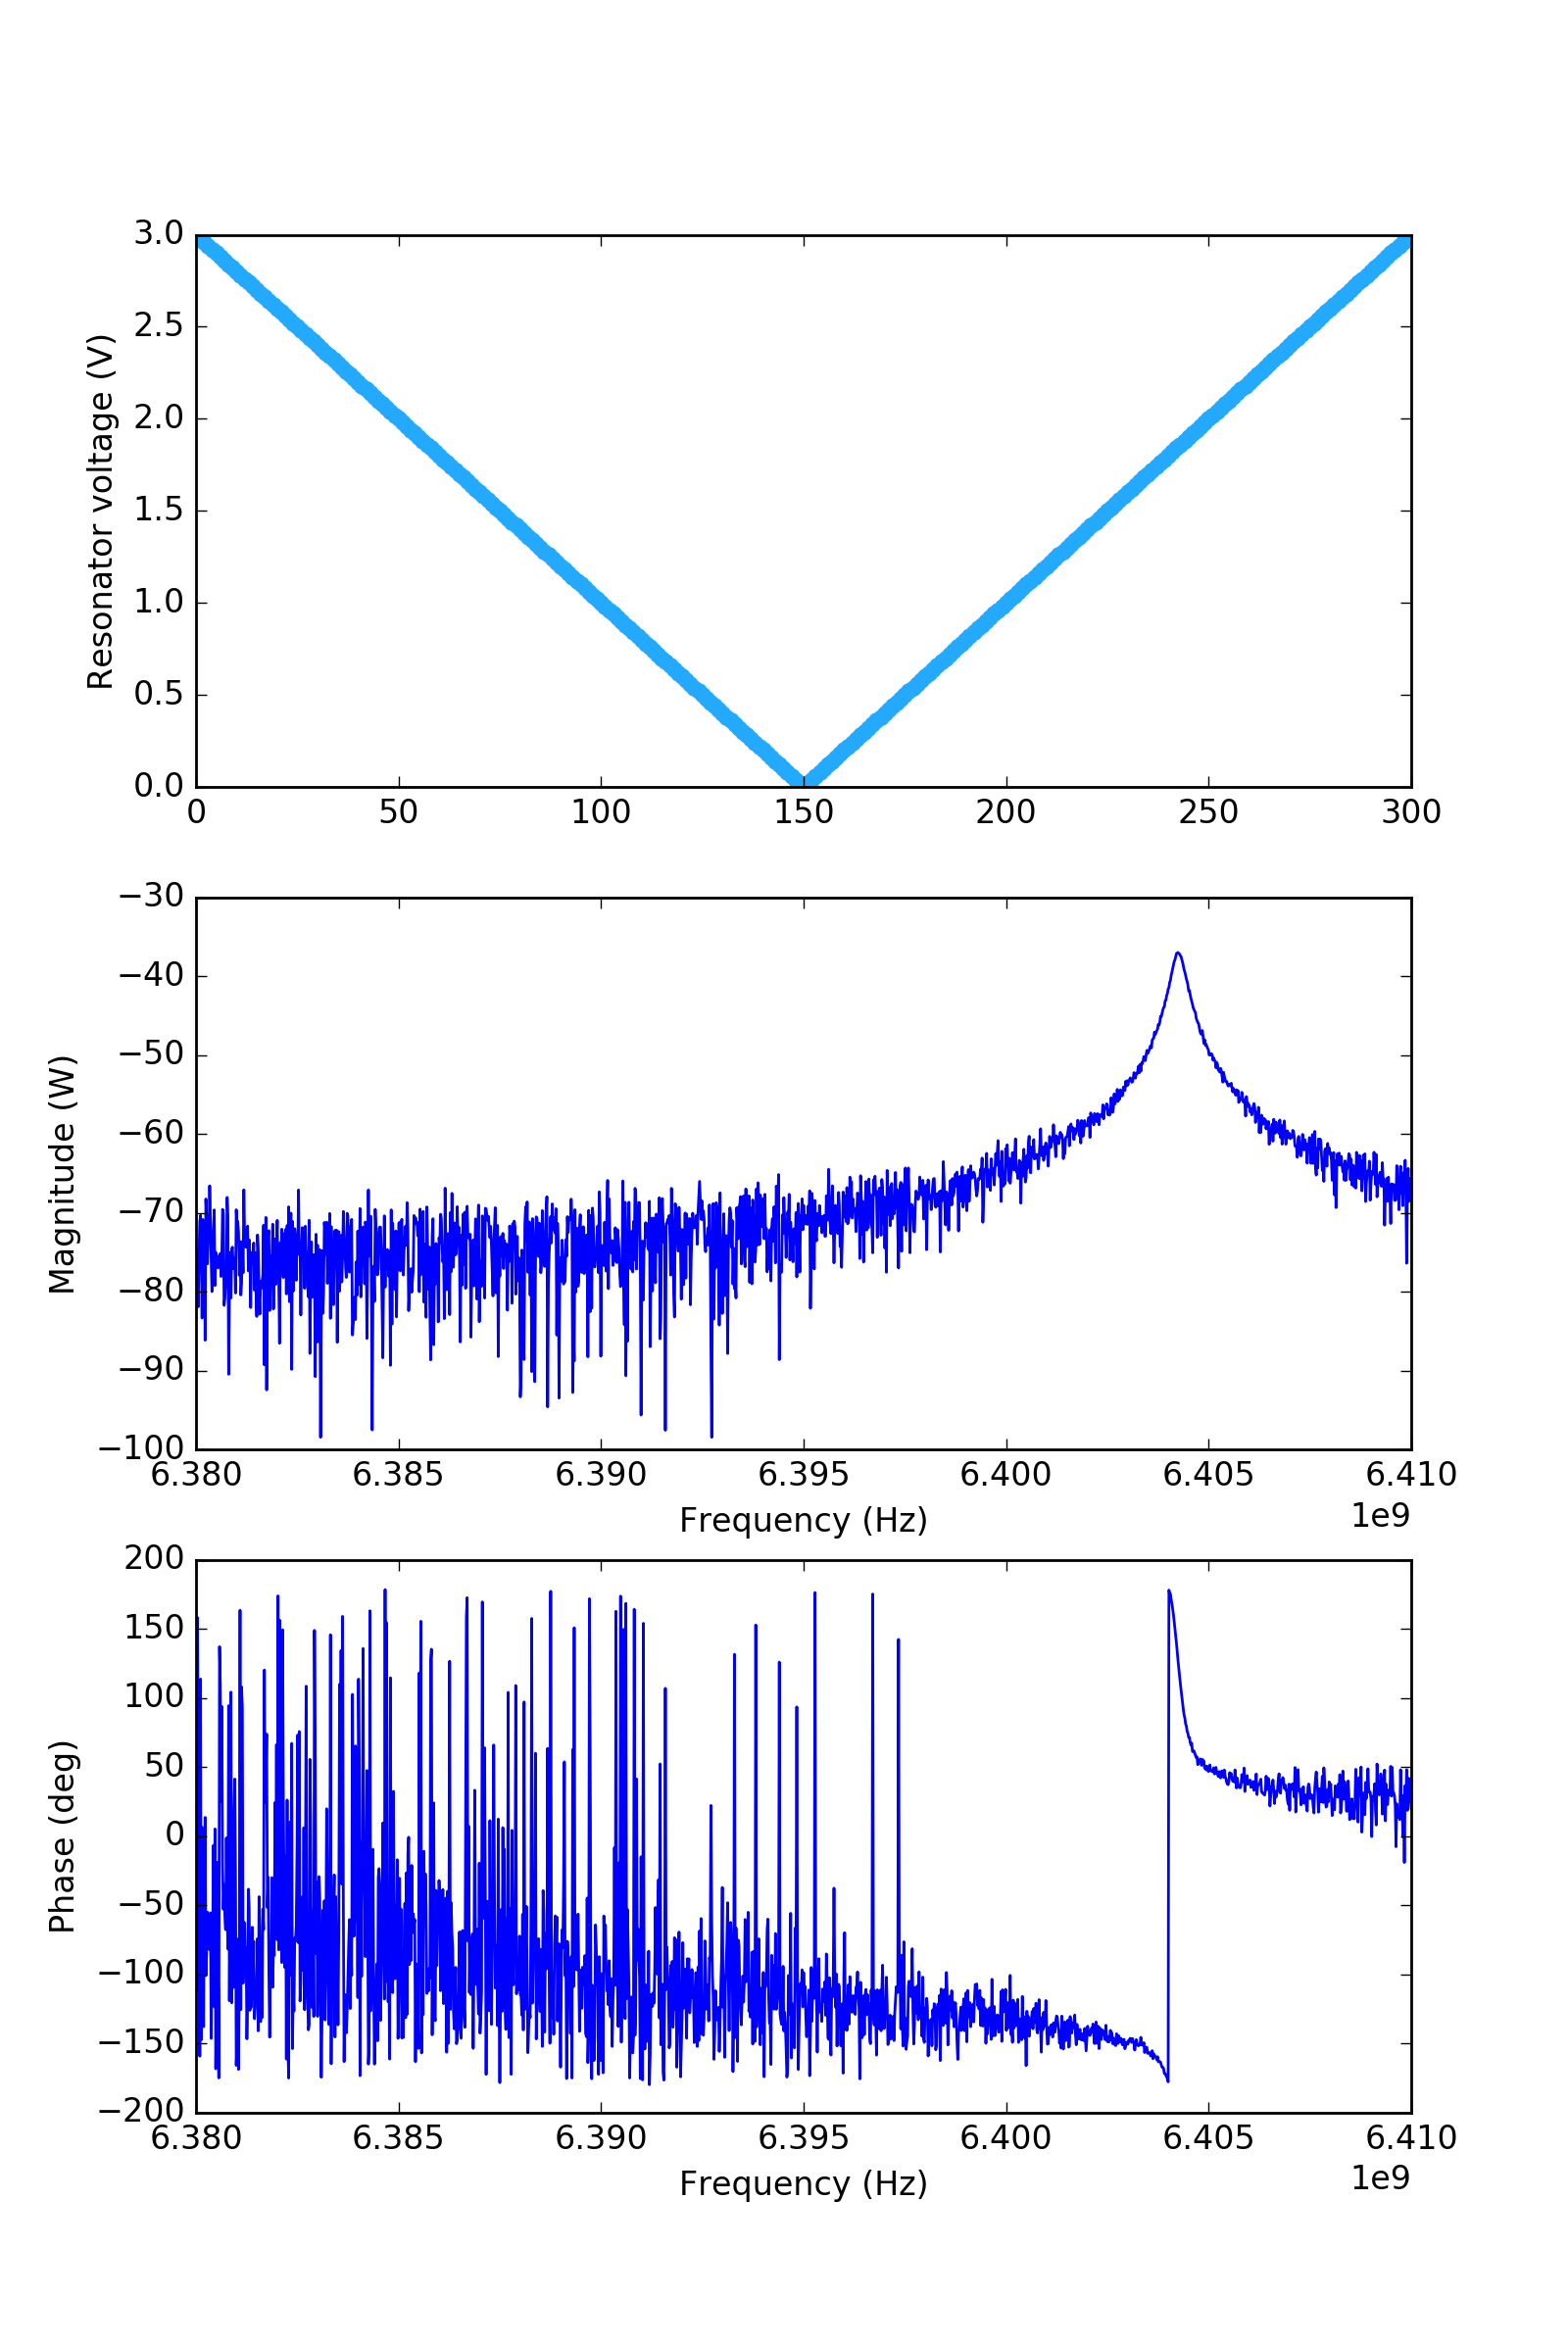 3.0
2.5
2.0
1.5
1.0
0.5
0.0
Resonator voltage (V)
0 50 100 150 200 250 300
−30
−40
−50
−60
−70
−80
−90
−100
Magnitude (W)
6.380 6.385 6.390 6.395 6.400 6.405 6.410
Frequency (Hz)
1e9
200
150
100
50
0
−50
−100
−150
−200
Phase (deg)
6.380 6.385 6.390 6.395 6.400 6.405 6.410
Frequency (Hz)
1e9